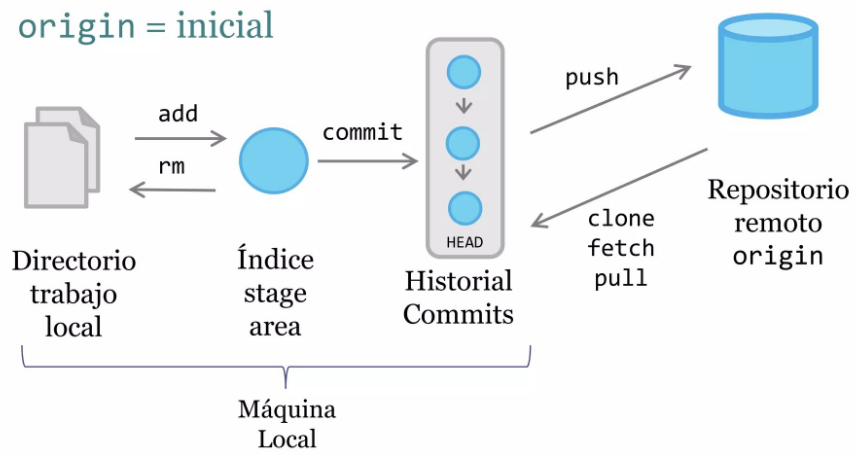 origin = inicial
add
rm
commit
push
clone
fetch
pull
HEAD
Directorio
trabajo
local
Índice
stage
area
Historial
Commits
Repositorio
remoto
origin
Máquina
Local